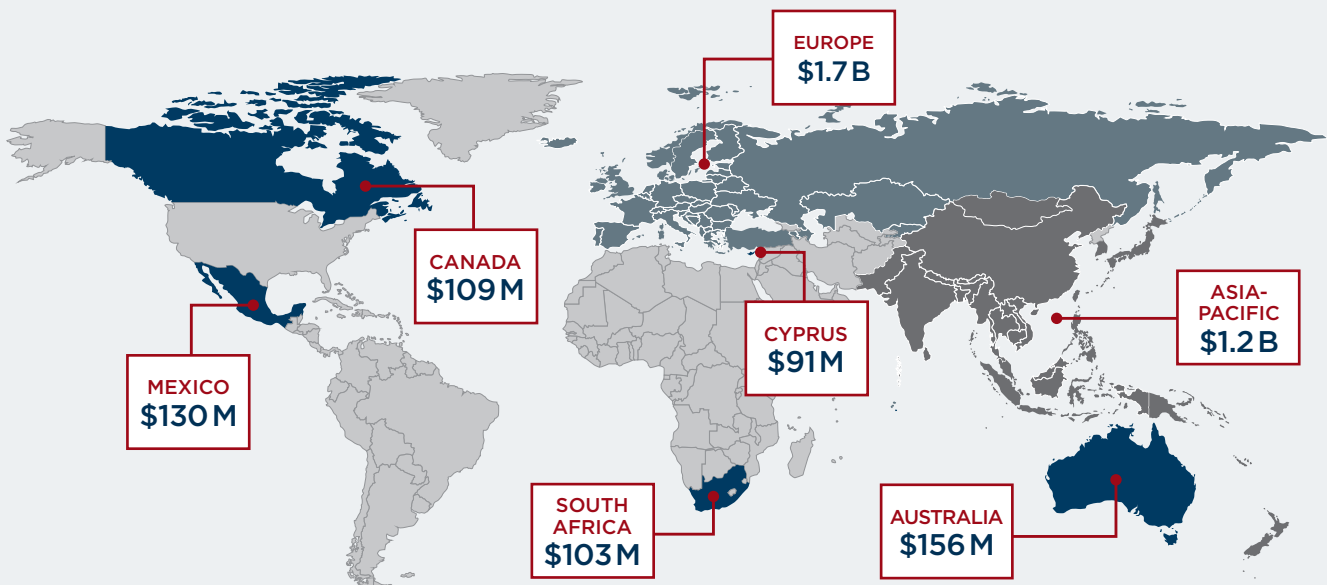 EUROPE
$1.7 B
CANADA
$109 M
MEXICO
$130 M
CYPRUS
$91 M
ASIA-
PACIFIC
$1.2 B
SOUTH
AFRICA
$103 M
AUSTRALIA
$156 M